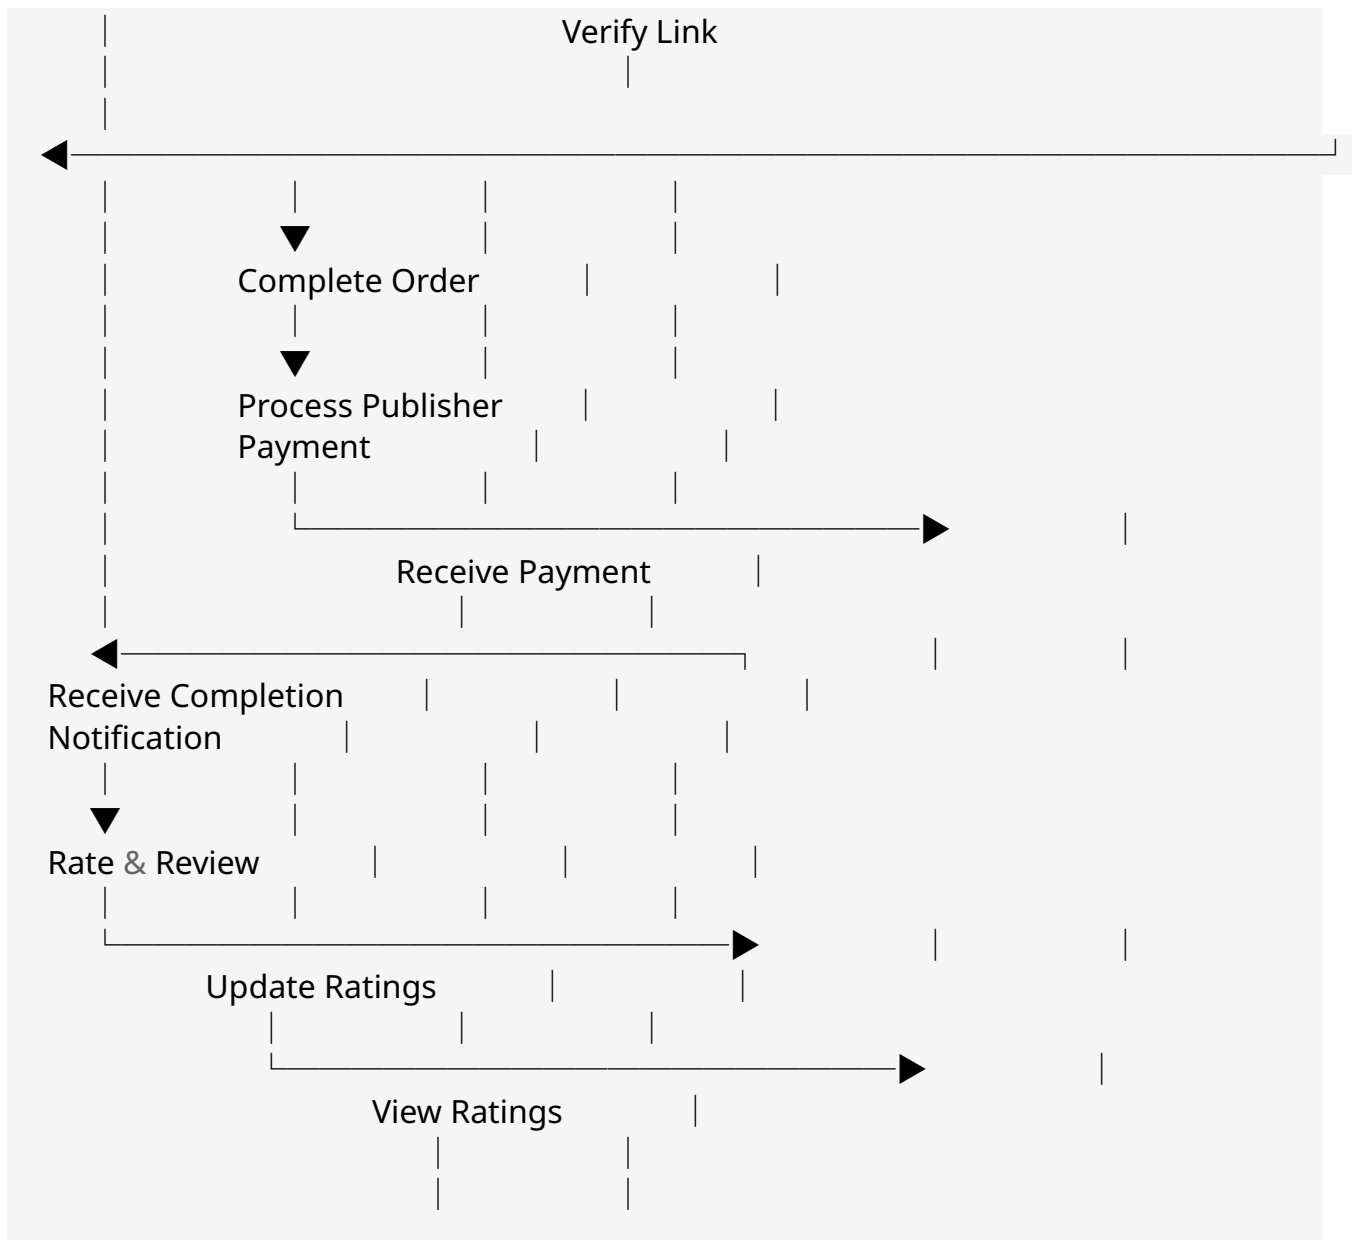 Verify Link
Complete Order
Process Publisher
Payment
Receive Payment
Receive Completion
Notification
Rate & Review
Update Ratings
View Ratings